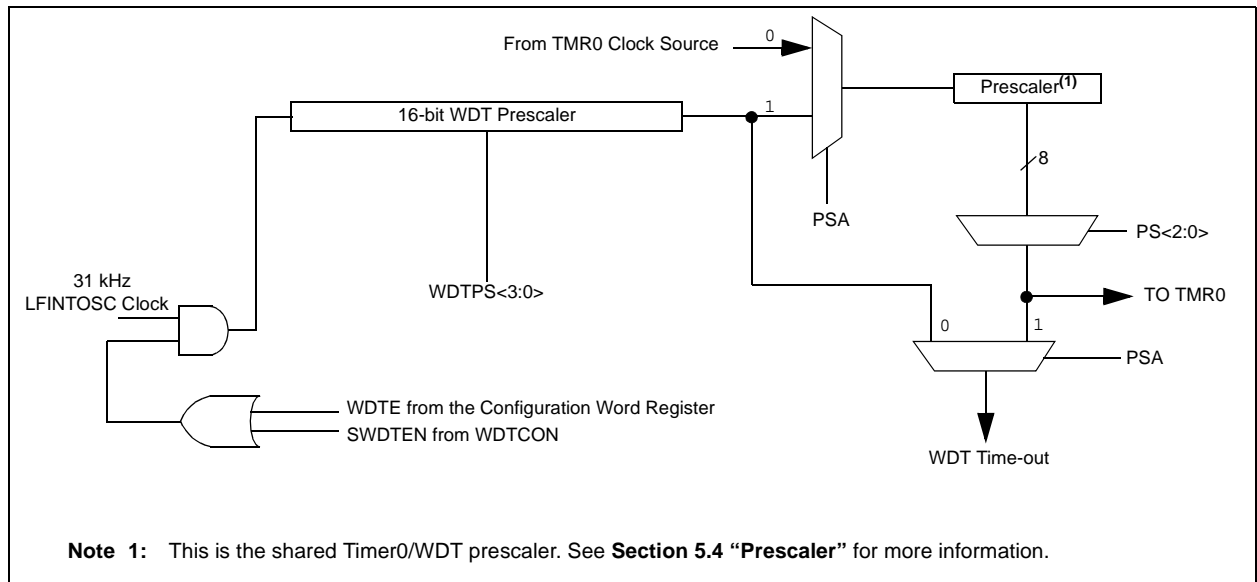 From TMR0 Clock Source
0
Prescaler(1)
16-bit WDT Prescaler
1
8
PSA
PS<2:0>
31 kHz
LFINTOSC Clock
WDTPS<3:0>
TO TMR0
0
1
PSA
WDTE from the Configuration Word Register
SWDTEN from WDTCON
WDT Time-out
Note 1: This is the shared Timer0/WDT prescaler. See Section 5.4 “Prescaler” for more information.